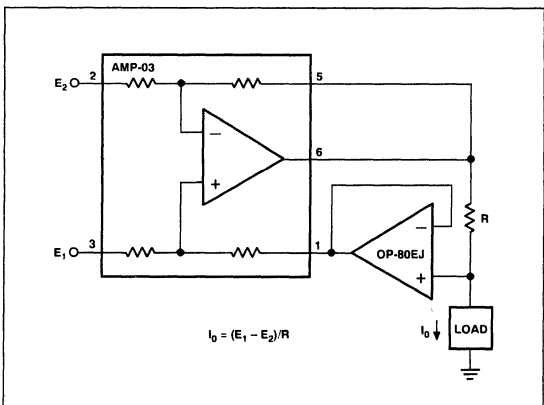 AMP-03
E2 2 5
−
6
+
R
E1 3 1
−
OP-80EJ
+
I0 = (E1 − E2)/R
I0 LOAD